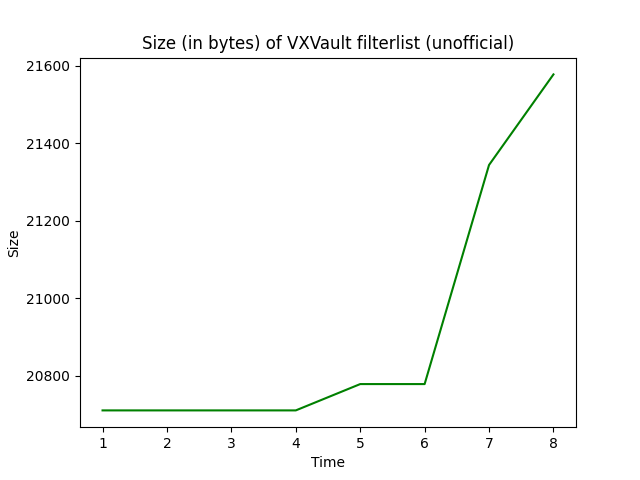 Size (in bytes) of VXVault filterlist (unofficial)
21600
21400
21200
21000
20800
Size
1 2 3 4 5 6 7 8
Time